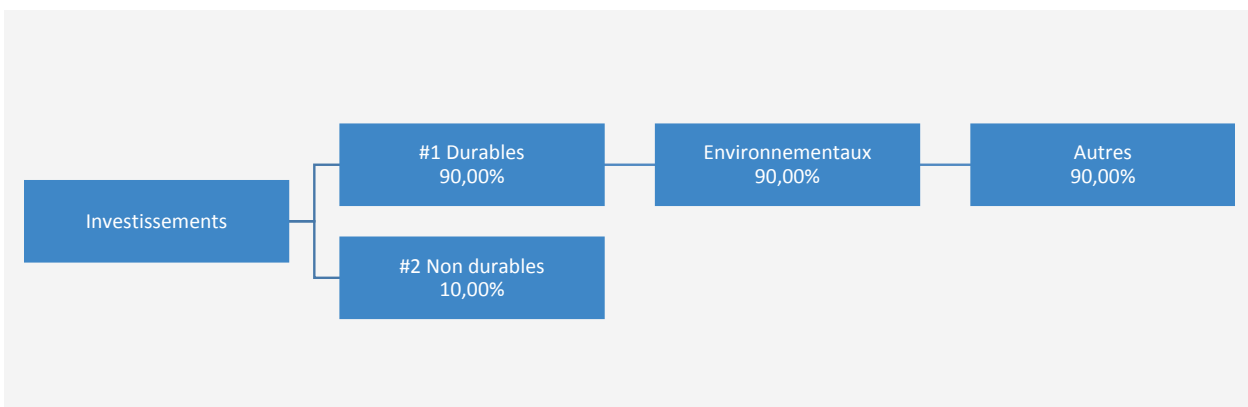 Investissements
#1 Durables
90,00%
#2 Non durables
10,00%
Environnementaux
90,00%
Autres
90,00%